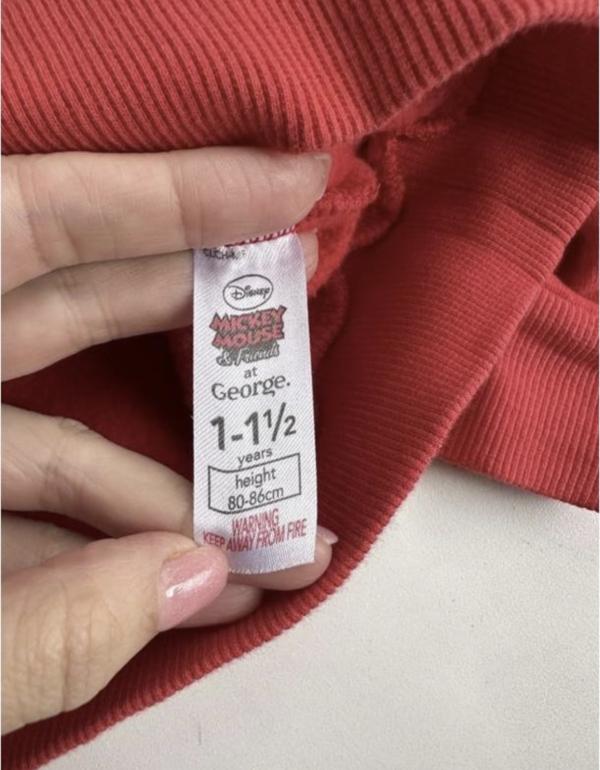 Disney
MICKEY
MOUSE
& Friends
at
George.
1-1½
years
height
80-86cm
WARNING
KEEP AWAY FROM FIRE